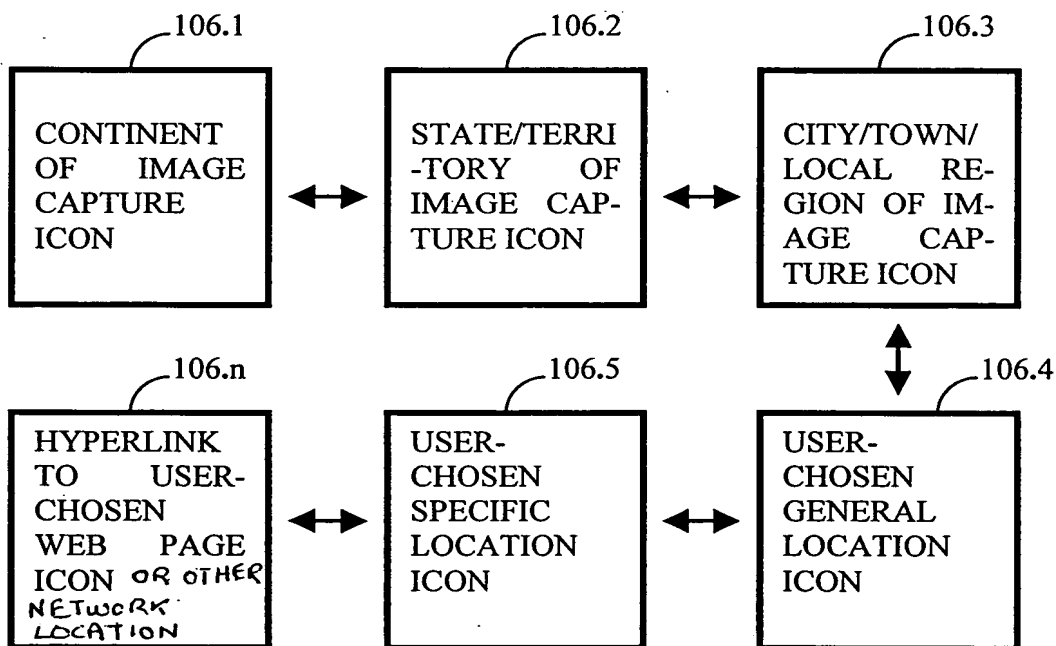 106.1
CONTINENT
OF IMAGE
CAPTURE
ICON
106.2
STATE/TERRI
-TORY OF
IMAGE CAP-
TURE ICON
106.3
CITY/TOWN/
LOCAL RE-
GION OF IM-
AGE CAP-
TURE ICON
106.n
HYPERLINK
TO USER-
CHOSEN
WEB PAGE
ICON OR OTHER
NETWORK
LOCATION
106.5
USER-
CHOSEN
SPECIFIC
LOCATION
ICON
106.4
USER-
CHOSEN
GENERAL
LOCATION
ICON